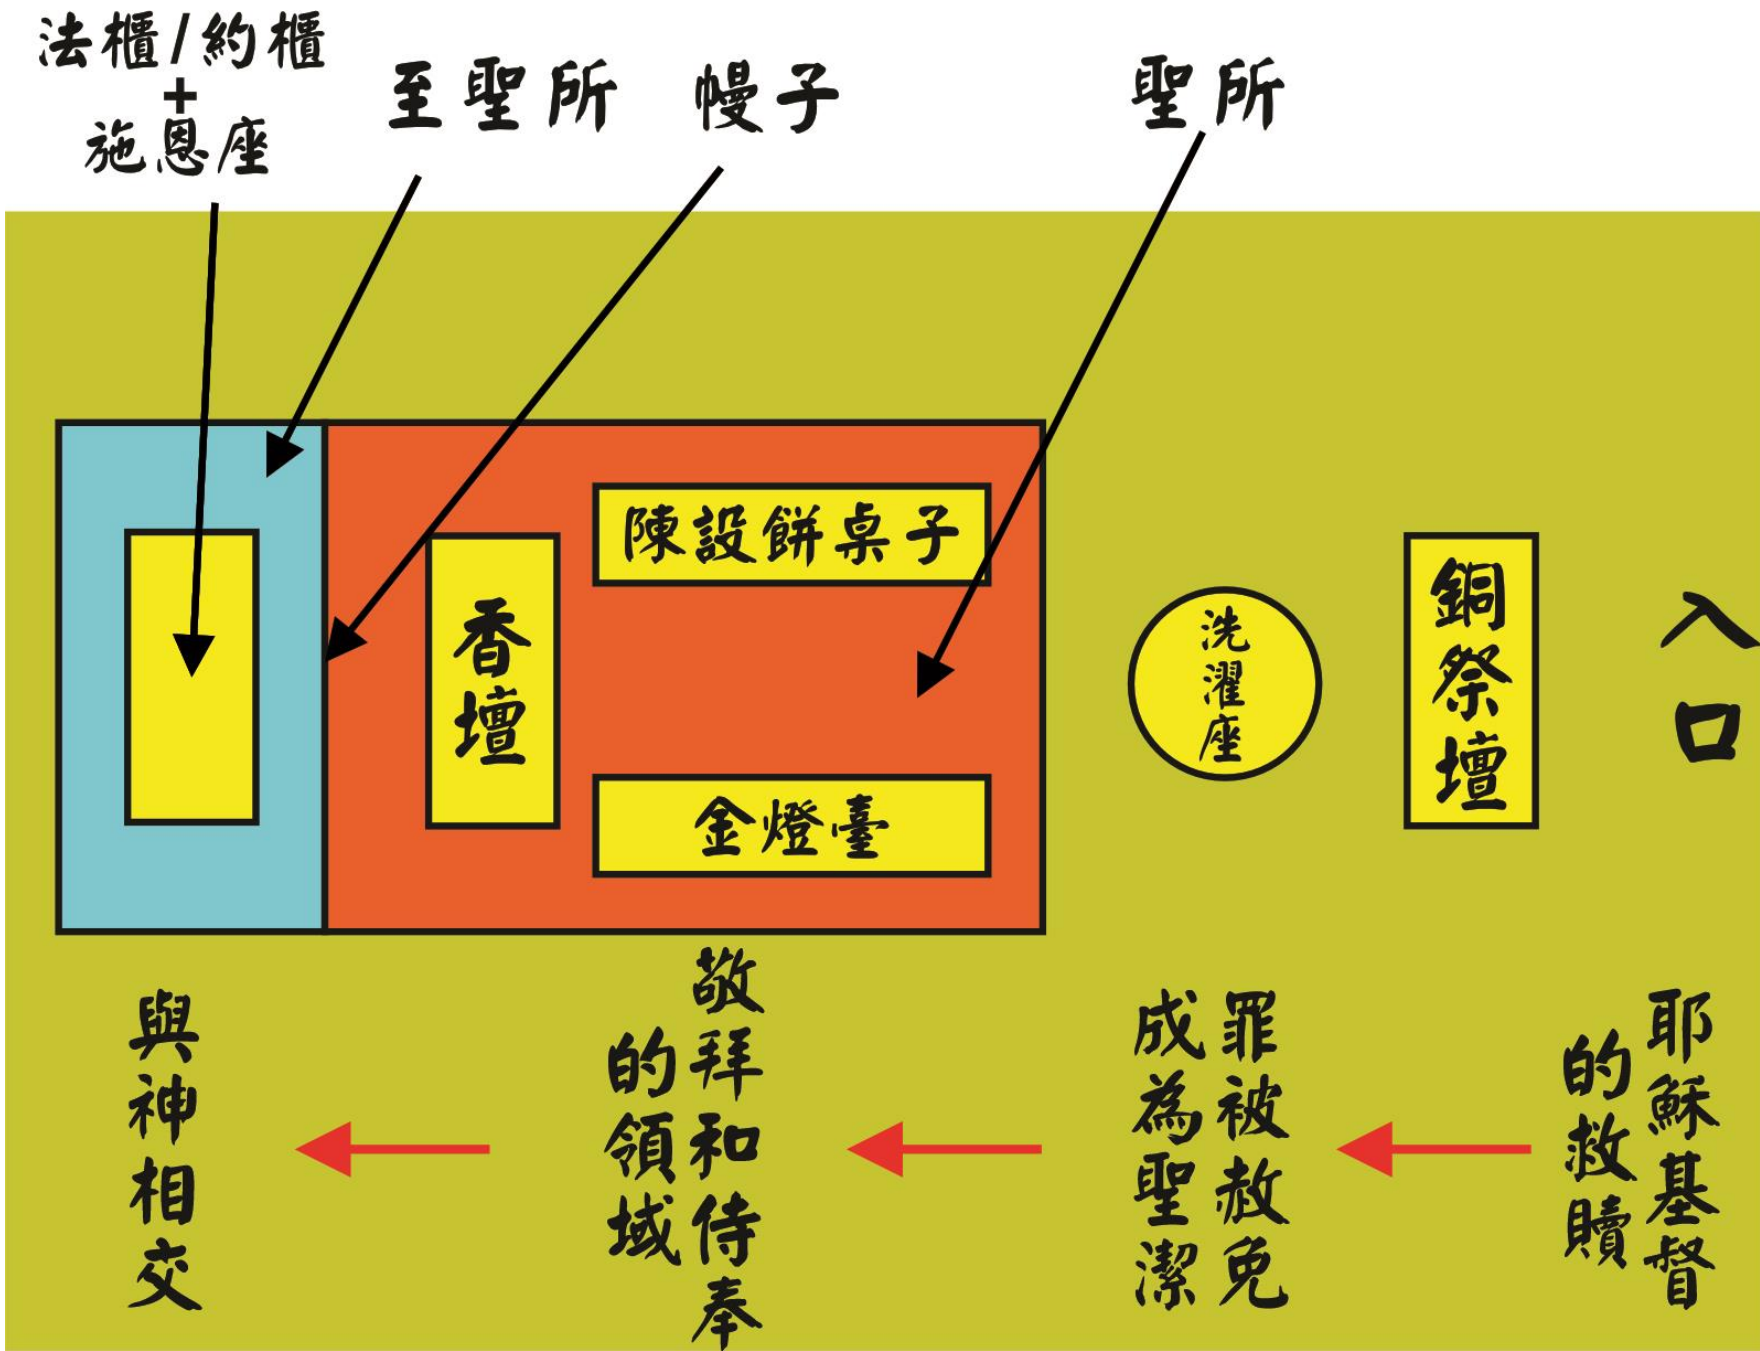 法櫃/約櫃
+
施恩座
至聖所
幔子
聖所
陳設餅桌子
香壇
金燈臺
洗濯座
銅祭壇
入口
耶穌基督
的救贖
罪被赦免
成為聖潔
敬拜和侍奉
的領域
與神相交